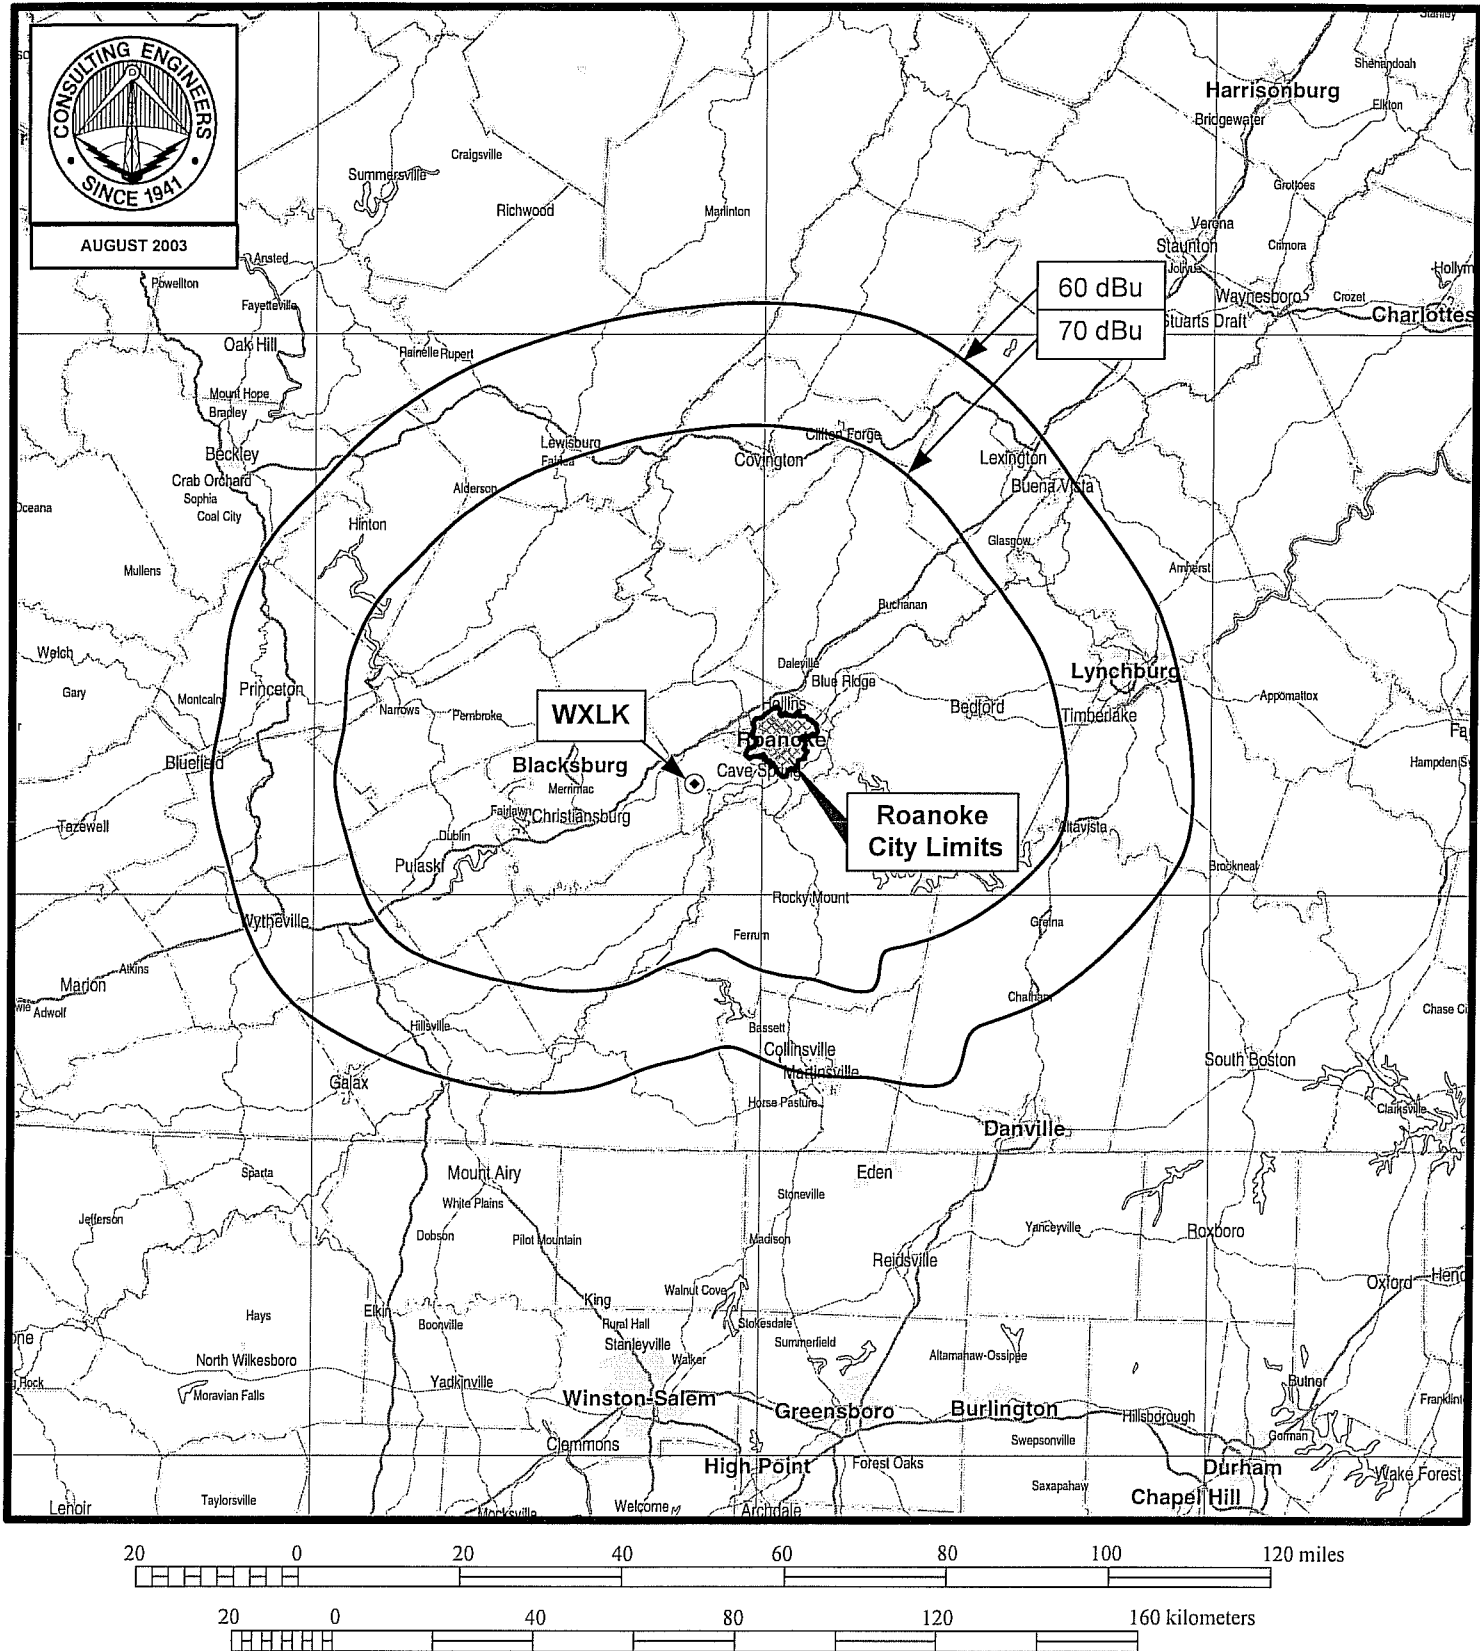 CONSULTING ENGINEERS
SINCE 1941
AUGUST 2003
Harrisonburg
Bridgewater
Shenandoah
Elkton
Craigsville
Summersville
Richwood
Marlinton
Grottoes
Verona
Staunton
Crimora
Jolivue
Ansted
Powellton
Fayetteville
60 dBu
Waynesboro
Crozet
Charlottes
70 dBu
Stuarts Draft
Oak Hill
Rainelle
Rupert
Mount Hope
Bradley
Beckley
Lewisburg
Fairlea
Clifton Forge
Covington
Lexington
Crab Orchard
Sophia
Coal City
Alderson
Buena Vista
Oceana
Hinton
Glasgow
Mullens
Amherst
Buchanan
Welch
Gary
Montcalm
Princeton
Daleville
Blue Ridge
Lynchburg
Narrows
Pembroke
WXLK
Hollins
Bedford
Timberlake
Appomattox
Roanoke
Bluefield
Blacksburg
Cave Spring
Merrimac
Tazewell
Fairlawn
Christiansburg
Dublin
Roanoke
City Limits
Altavista
Pulaski
Brookneal
Rocky Mount
Wytheville
Ferrum
Gretna
Atkins
Marion
Adwolf
Chatham
Hillsville
Bassett
Collinsville
Martinsville
South Boston
Galax
Horse Pasture
Clarksville
Danville
Sparta
Mount Airy
Eden
White Plains
Stoneville
Jefferson
Dobson
Pilot Mountain
Madison
Yanceyville
Roxboro
Reidsville
Oxford
Hays
Elkin
Boonville
King
Walnut Cove
Rural Hall
Stanleyville
Stokesdale
Summerfield
North Wilkesboro
Walker
Altamahaw-Ossipee
Moravian Falls
Yadkinville
Butner
Winston-Salem
Greensboro
Burlington
Hillsborough
Gorman
Clemmons
Swepsonville
High Point
Forest Oaks
Durham
Wake Forest
Saxapahaw
Chapel Hill
Lenoir
Taylorsville
Mocksville
Welcome
Archdale
20 0 20 40 60 80 100 120 miles
20 0 40 80 120 160 kilometers